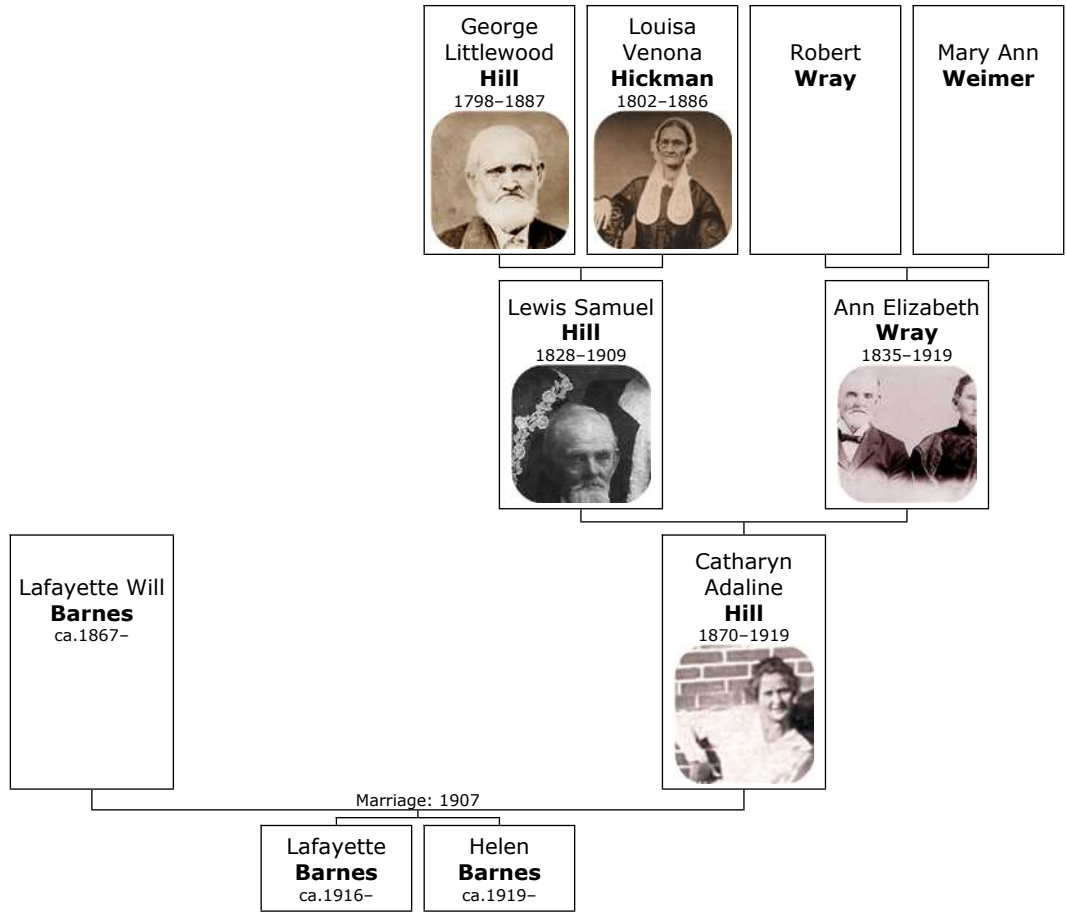 George
Littlewood
Hill
1798–1887
Louisa
Venona
Hickman
1802–1886
Robert
Wray
Mary Ann
Weimer
Lewis Samuel
Hill
1828–1909
Ann Elizabeth
Wray
1835–1919
Lafayette Will
Barnes
ca.1867–
Catharyn
Adaline
Hill
1870–1919
Marriage: 1907
Lafayette
Barnes
ca.1916–
Helen
Barnes
ca.1919–